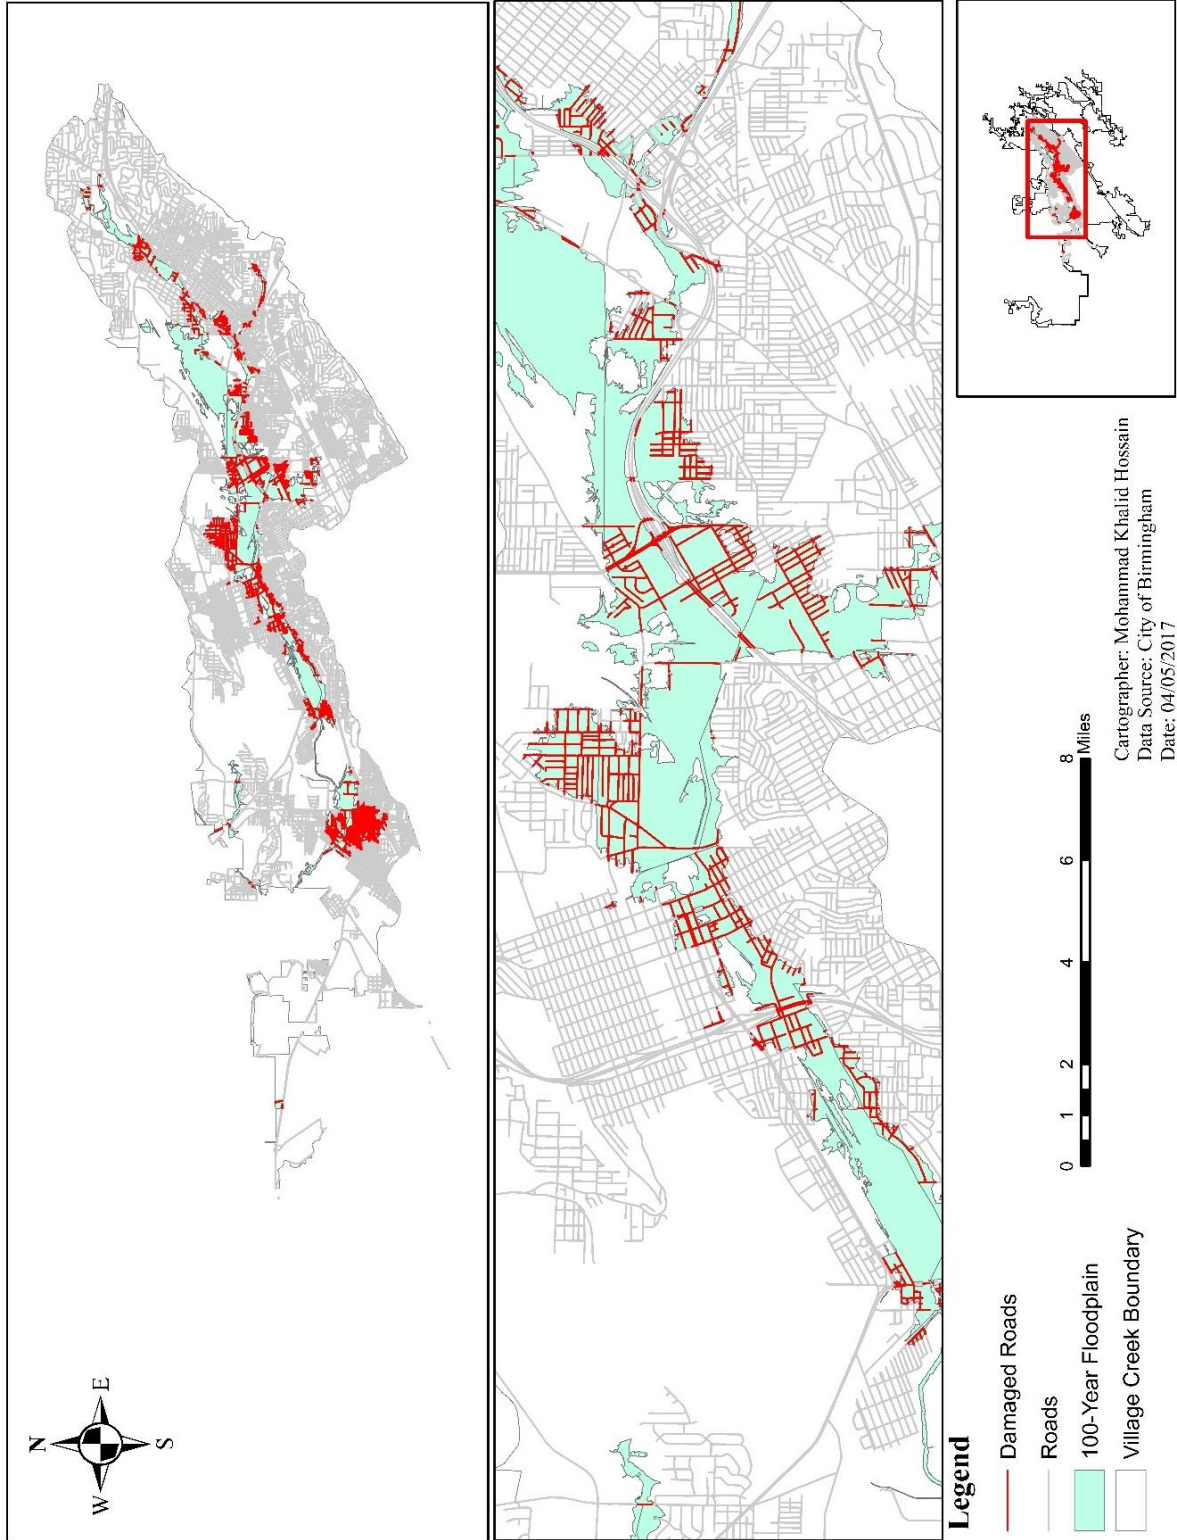 N
W
E
S
Legend
Damaged Roads
Roads
100-Year Floodplain
Village Creek Boundary
0 1 2 4 6 8
Miles
Cartographer: Mohammad Khalid Hossain
Data Source: City of Birmingham
Date: 04/05/2017